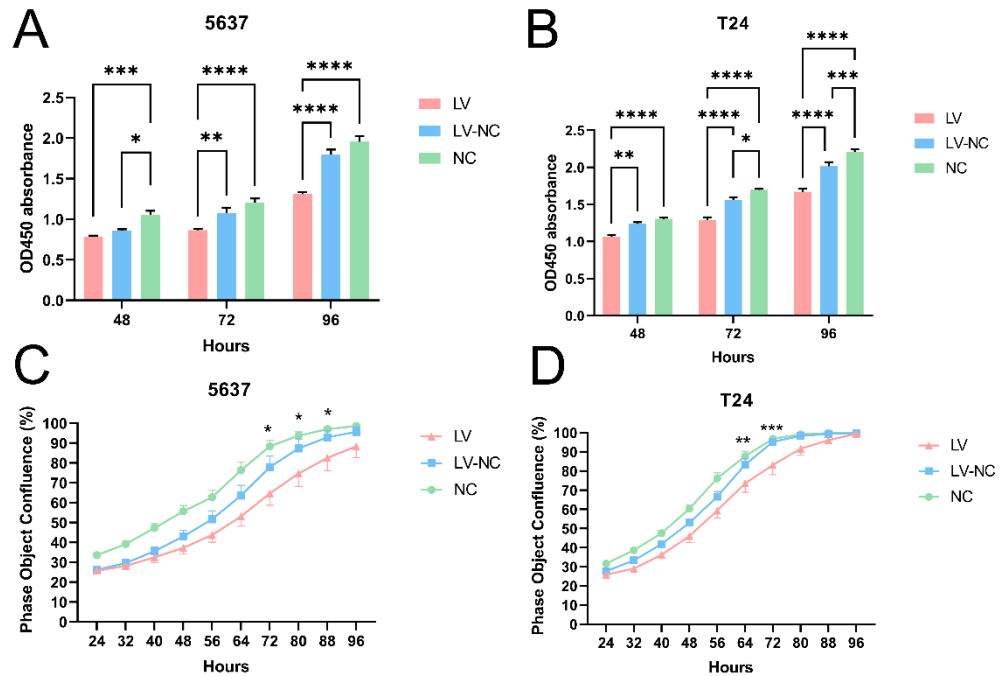 A
5637
***
****
****
*
**
****
2.5
2.0
1.5
1.0
0.5
0.0
OD450 absorbance
48
72
96
Hours
LV
LV-NC
NC
B
T24
****
****
****
***
**
****
*
****
2.5
2.0
1.5
1.0
0.5
0.0
OD450 absorbance
48
72
96
Hours
LV
LV-NC
NC
C
5637
Phase Object Confluence (%)
100
90
80
70
60
50
40
30
20
10
0
*
*
*
24 32 40 48 56 64 72 80 88 96
Hours
LV
LV-NC
NC
D
T24
Phase Object Confluence (%)
100
90
80
70
60
50
40
30
20
10
0
**
***
24 32 40 48 56 64 72 80 88 96
Hours
LV
LV-NC
NC